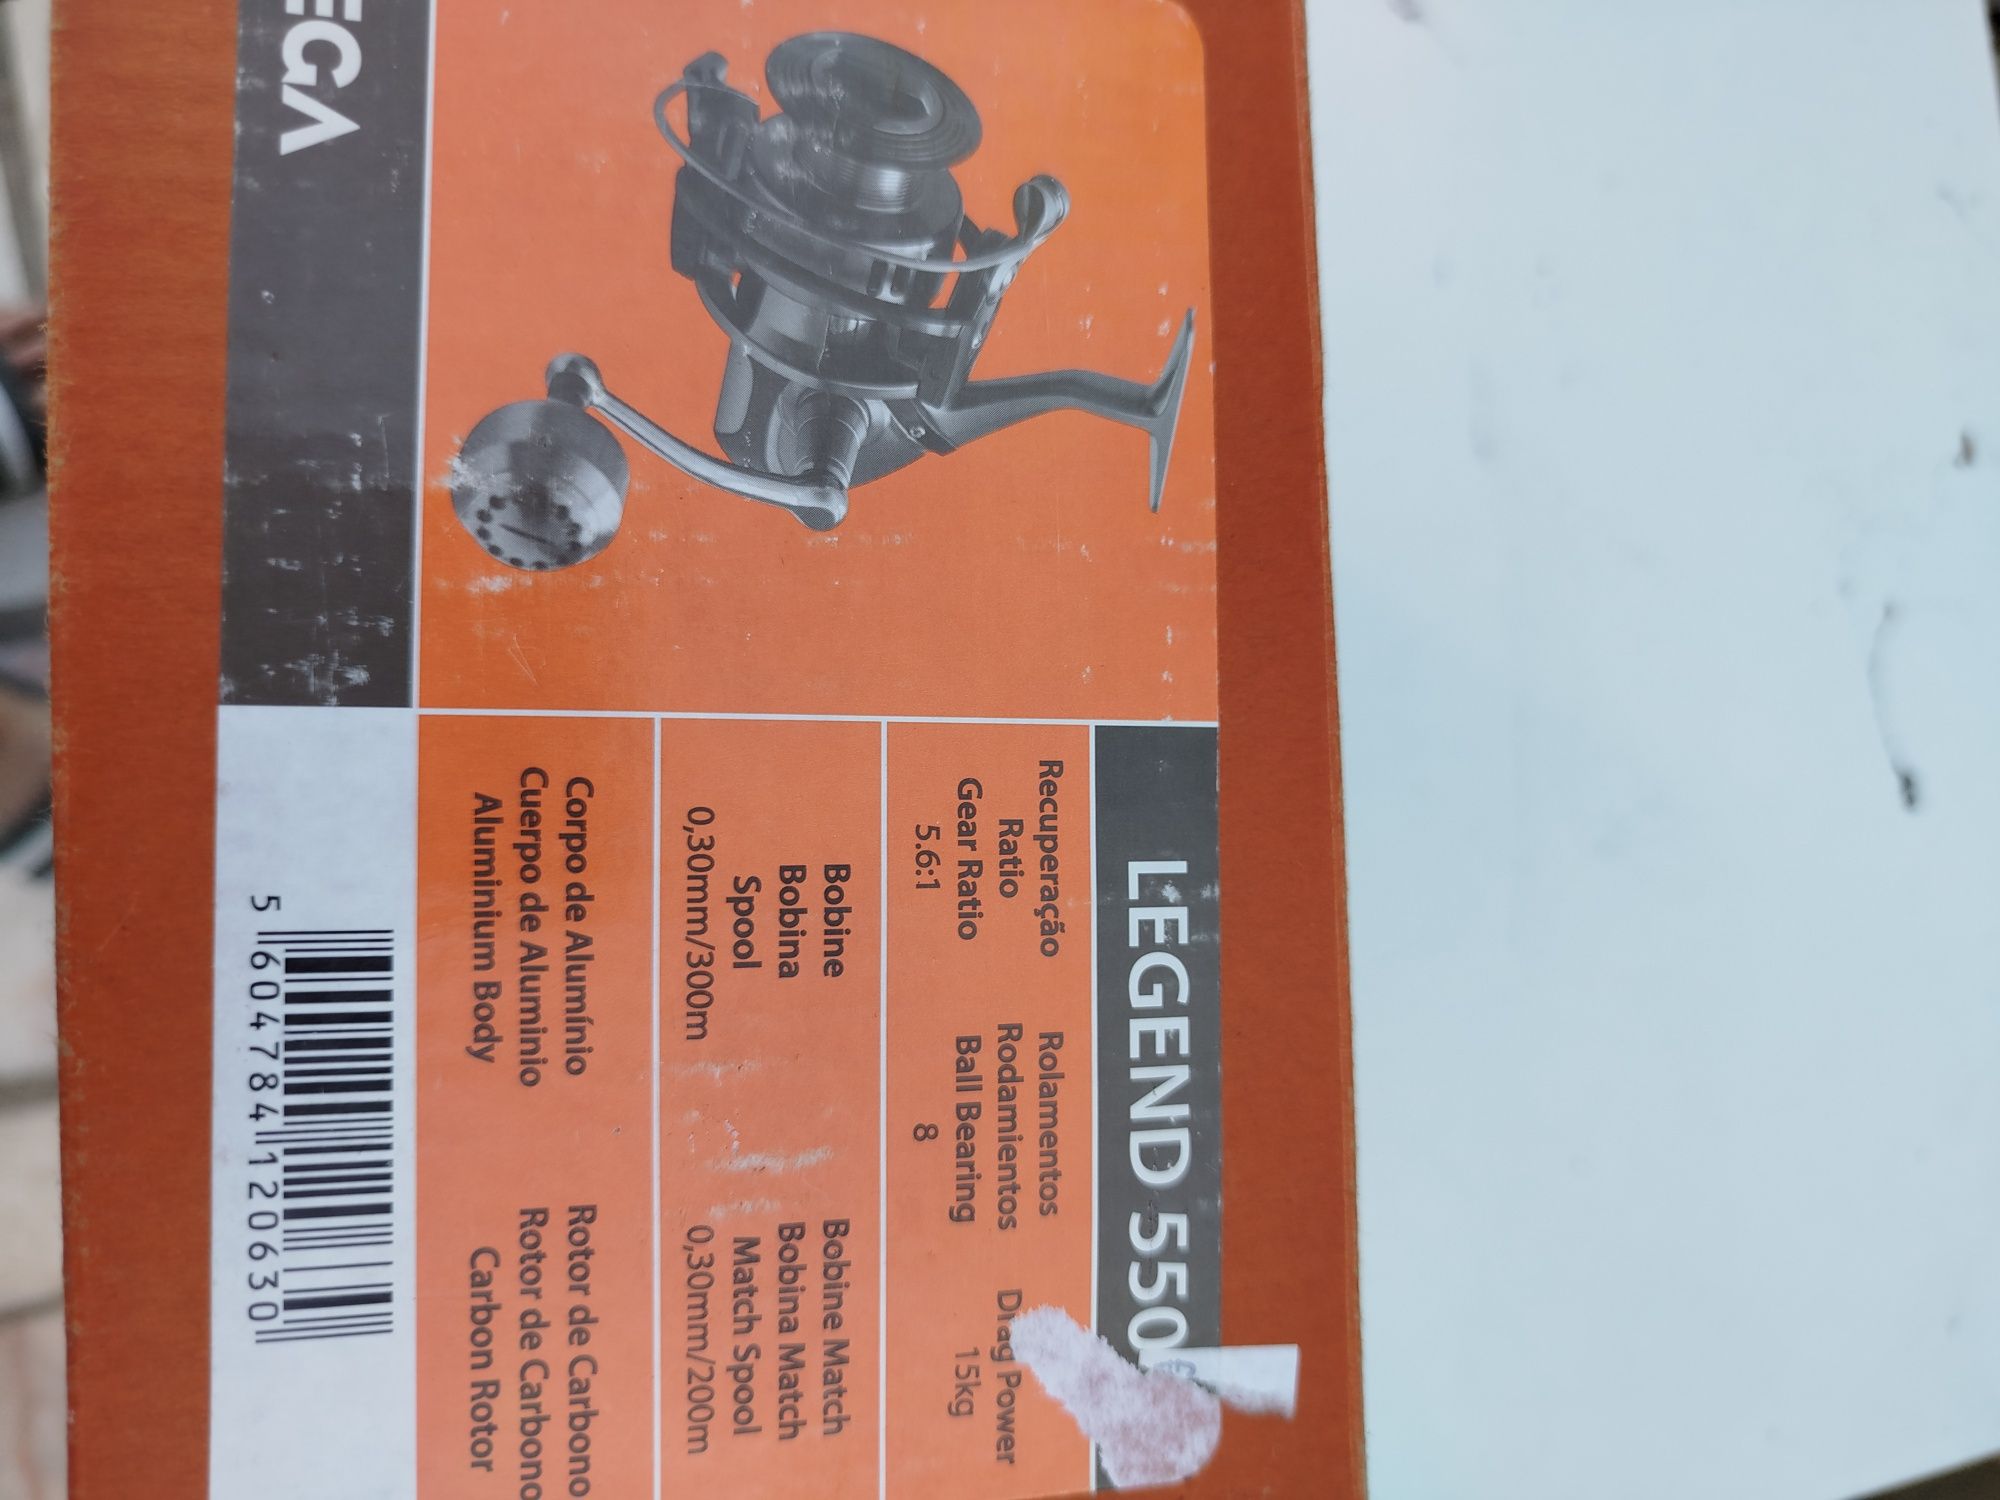 EGA
LEGEND 550
Recuperação
Ratio
Gear Ratio
5.6:1
Rolamentos
Rodamientos
Ball Bearing
8
Drag Power
15kg
Bobine
Bobina
Spool
0,30mm/300m
Bobine Match
Bobina Match
Match Spool
0,30mm/200m
Corpo de Alumínio
Cuerpo de Aluminio
Aluminium Body
Rotor de Carbono
Rotor de Carbono
Carbon Rotor
5 604784 120630